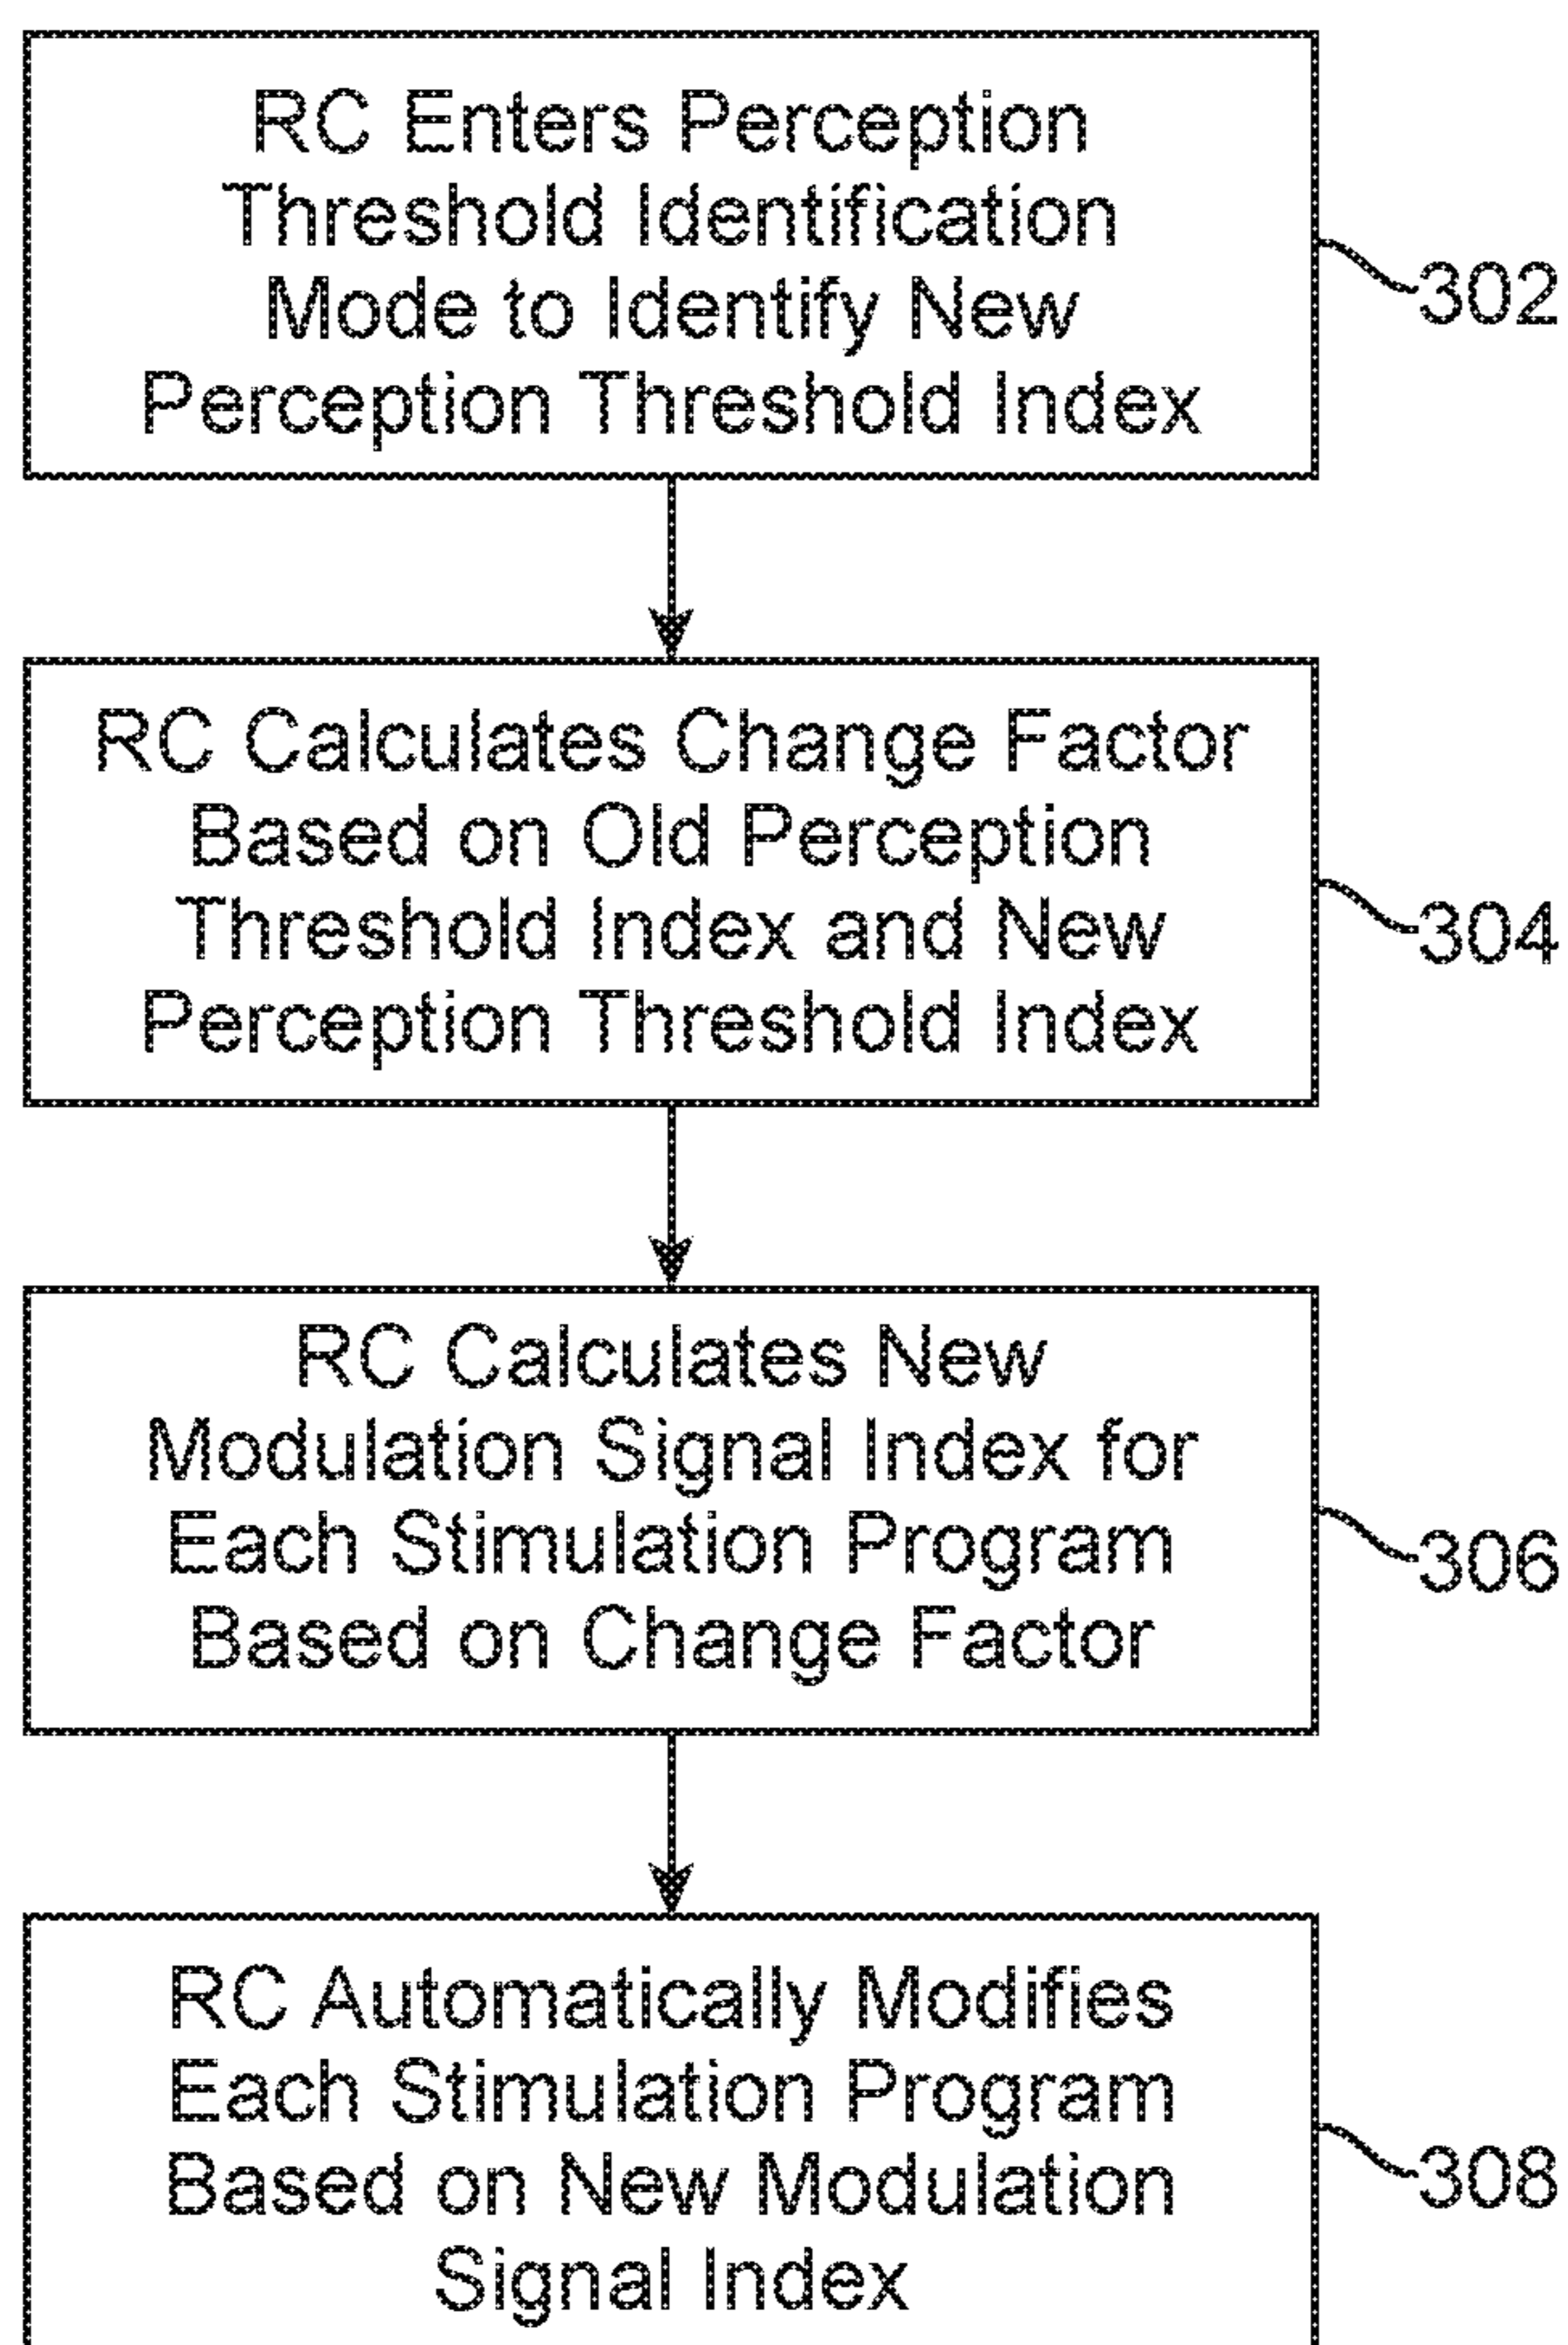 RC Enters Perception
Threshold Identification
Mode to Identify New
Perception Threshold Index
302
RC Calculates Change Factor
Based on Old Perception
Threshold Index and New
Perception Threshold Index
304
RC Calculates New
Modulation Signal Index for
Each Stimulation Program
Based on Change Factor
306
RC Automatically Modifies
Each Stimulation Program
Based on New Modulation
Signal Index
308